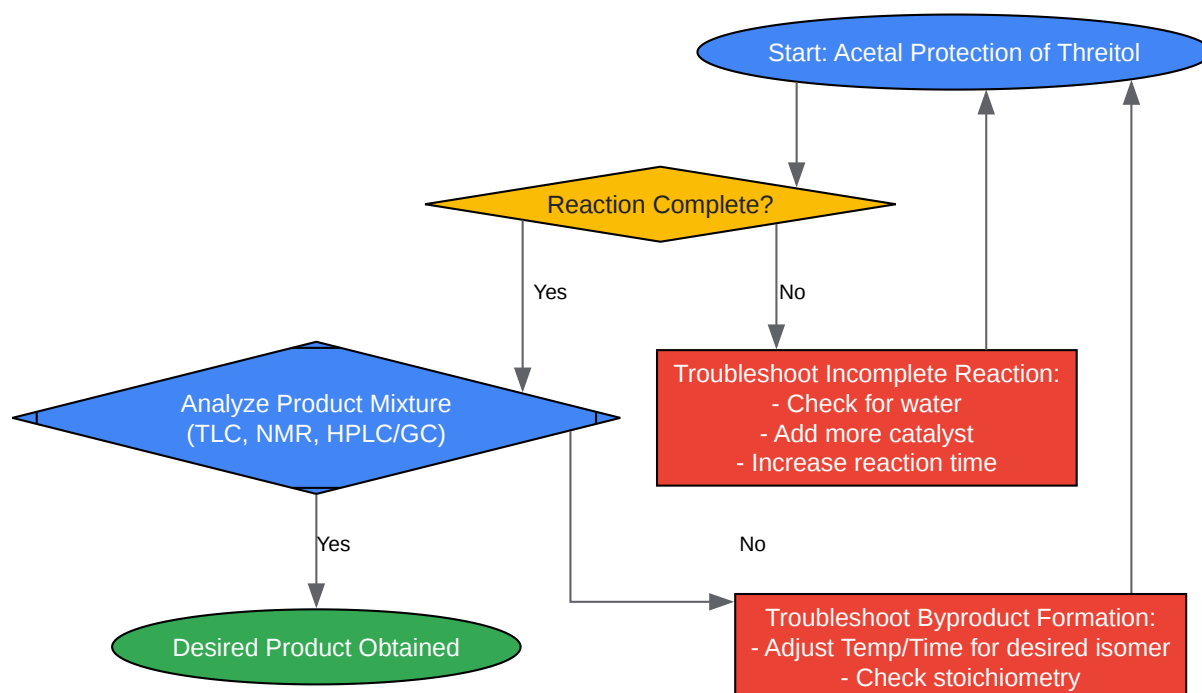 Start: Acetal Protection of Threitol
Reaction Complete?
Yes
No
Troubleshoot Incomplete Reaction:
- Check for water
- Add more catalyst
- Increase reaction time
Analyze Product Mixture
(TLC, NMR, HPLC/GC)
Yes
No
Desired Product Obtained
Troubleshoot Byproduct Formation:
- Adjust Temp/Time for desired isomer
- Check stoichiometry